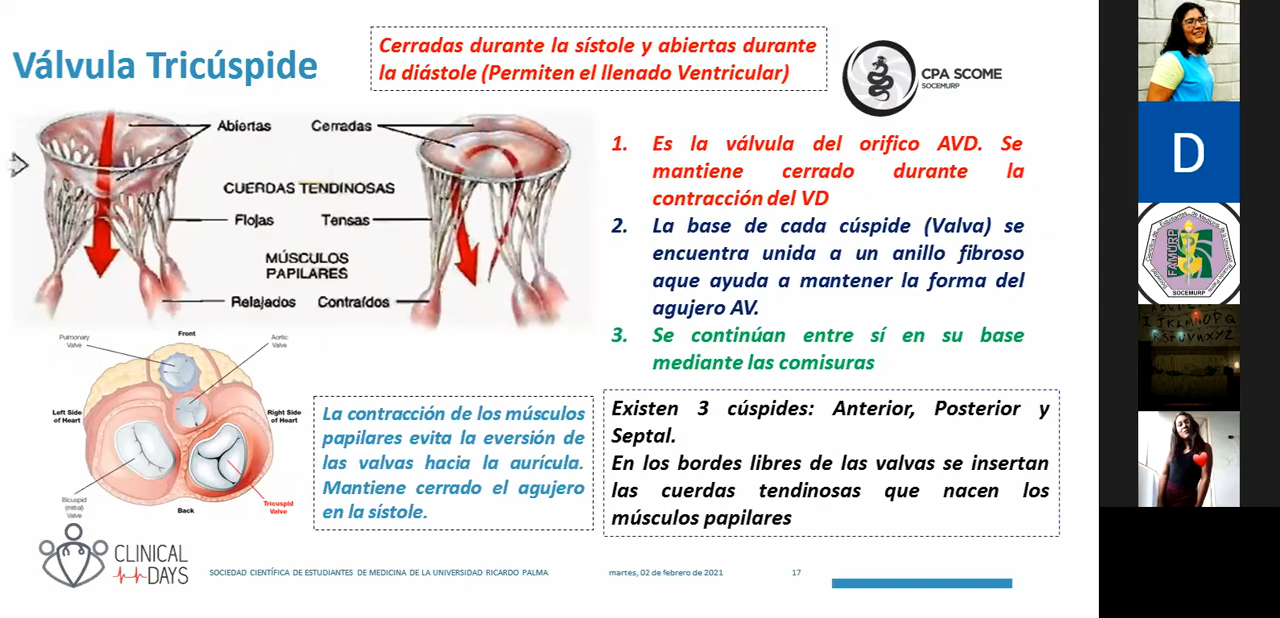 Válvula Tricúspide
Cerradas durante la sístole y abiertas durante
la diástole (Permiten el llenado Ventricular)
CPA SCOME
SOCEMURP
Abiertas
Cerradas
CUERDAS TENDINOSAS
Flojas
Tensas
MÚSCULOS
PAPILARES
Relajados
Contraídos
1. Es la válvula del orifico AVD. Se
mantiene cerrado durante la
contracción del VD
2. La base de cada cúspide (Valva) se
encuentra unida a un anillo fibroso
aque ayuda a mantener la forma del
agujero AV.
3. Se continúan entre sí en su base
mediante las comisuras
Pulmonary
Valve
Front
Aortic
Valve
Left Side
of Heart
Right Side
of Heart
Bicuspid
(mitral)
Valve
Back
Tricuspid
Valve
La contracción de los músculos
papilares evita la eversión de
las valvas hacia la aurícula.
Mantiene cerrado el agujero
en la sístole.
Existen 3 cúspides: Anterior, Posterior y
Septal.
En los bordes libres de las valvas se insertan
las cuerdas tendinosas que nacen los
músculos papilares
CLINICAL
DAYS
SOCIEDAD CIENTÍFICA DE ESTUDIANTES DE MEDICINA DE LA UNIVERSIDAD RICARDO PALMA
martes, 02 de febrero de 2021
17
D
FAMURP
SOCEMURP